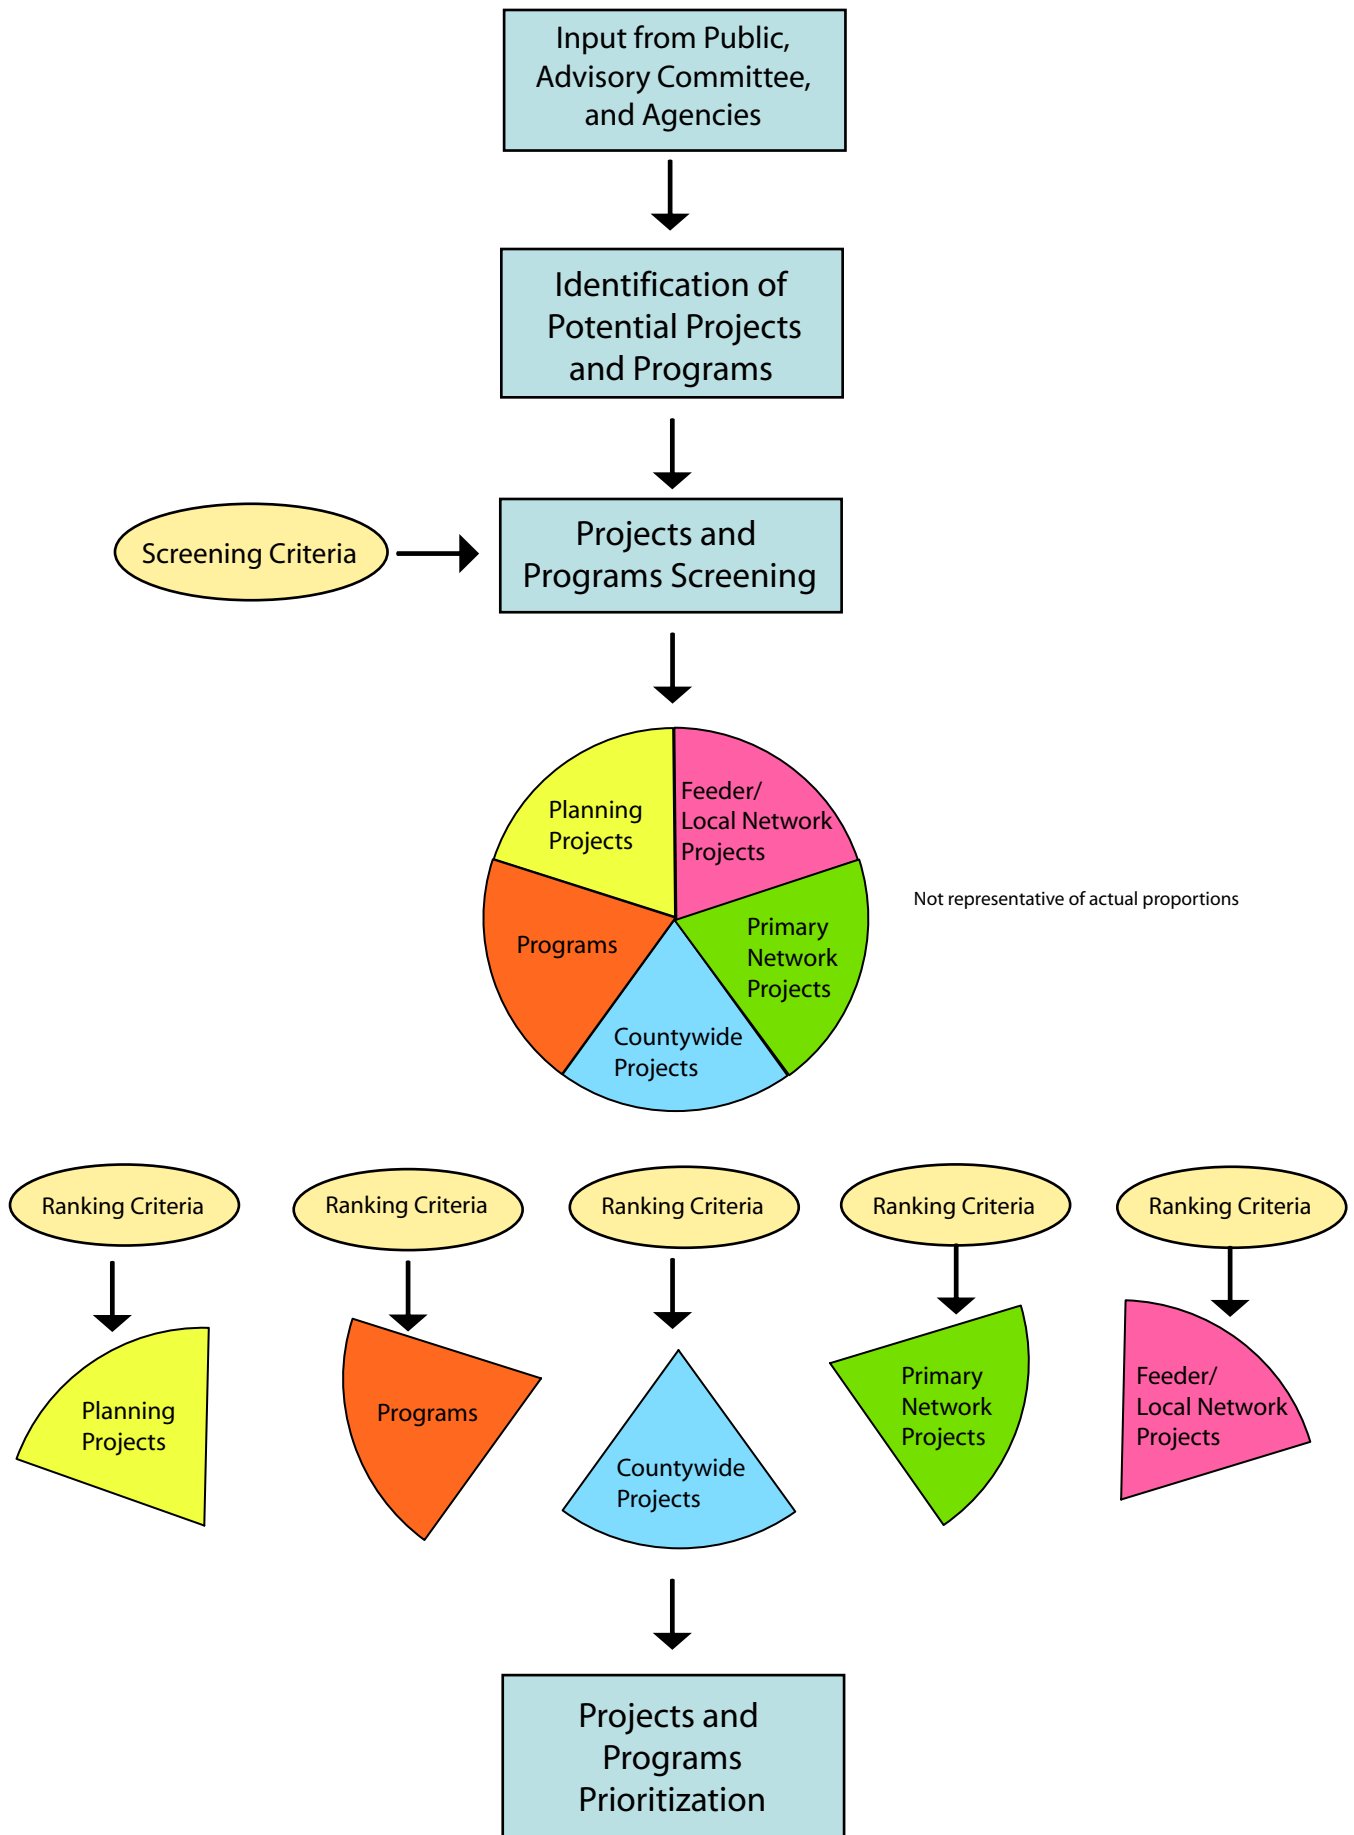 Input from Public,
Advisory Committee,
and Agencies
Identification of
Potential Projects
and Programs
Screening Criteria
Projects and
Programs Screening
Planning
Projects
Feeder/
Local Network
Projects
Programs
Primary
Network
Projects
Countywide
Projects
Not representative of actual proportions
Ranking Criteria
Ranking Criteria
Ranking Criteria
Ranking Criteria
Ranking Criteria
Planning
Projects
Programs
Countywide
Projects
Primary
Network
Projects
Feeder/
Local Network
Projects
Projects and
Programs
Prioritization